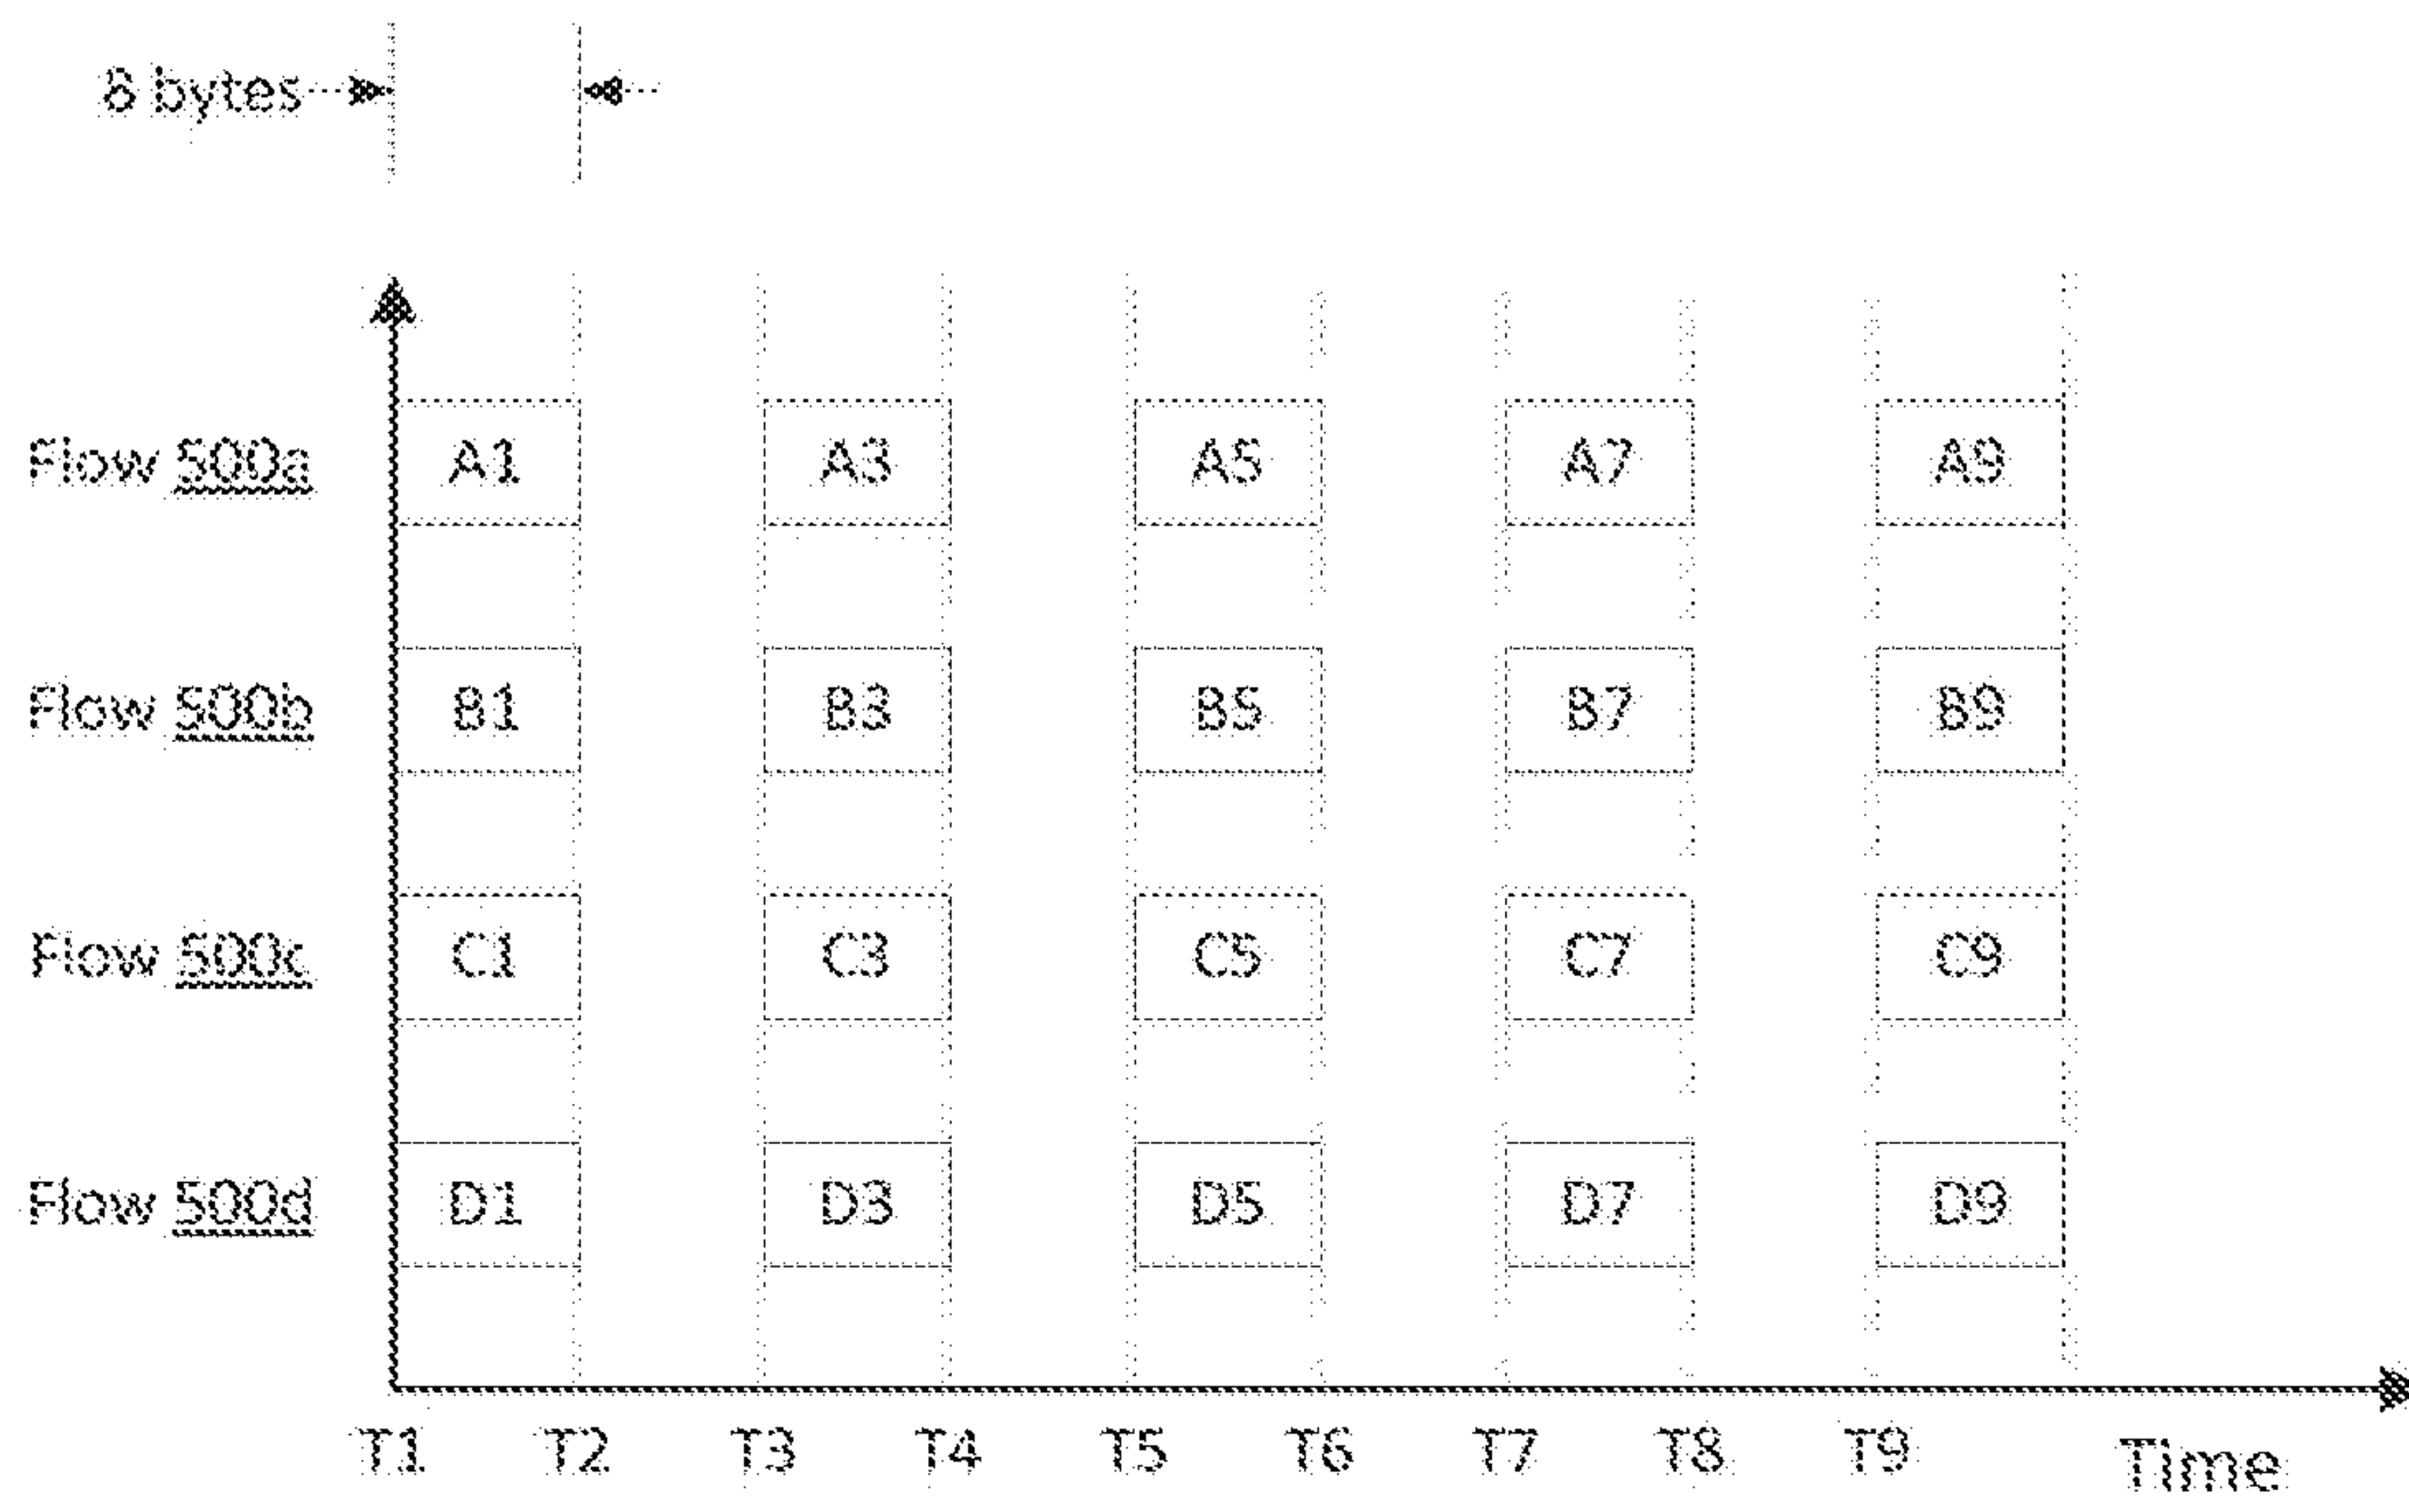 8 bytes
Flow 500a A1 A3 A5 A7 A9
Flow 500b B1 B3 B5 B7 B9
Flow 500c C1 C3 C5 C7 C9
Flow 500d D1 D3 D5 D7 D9
T1 T2 T3 T4 T5 T6 T7 T8 T9 Time